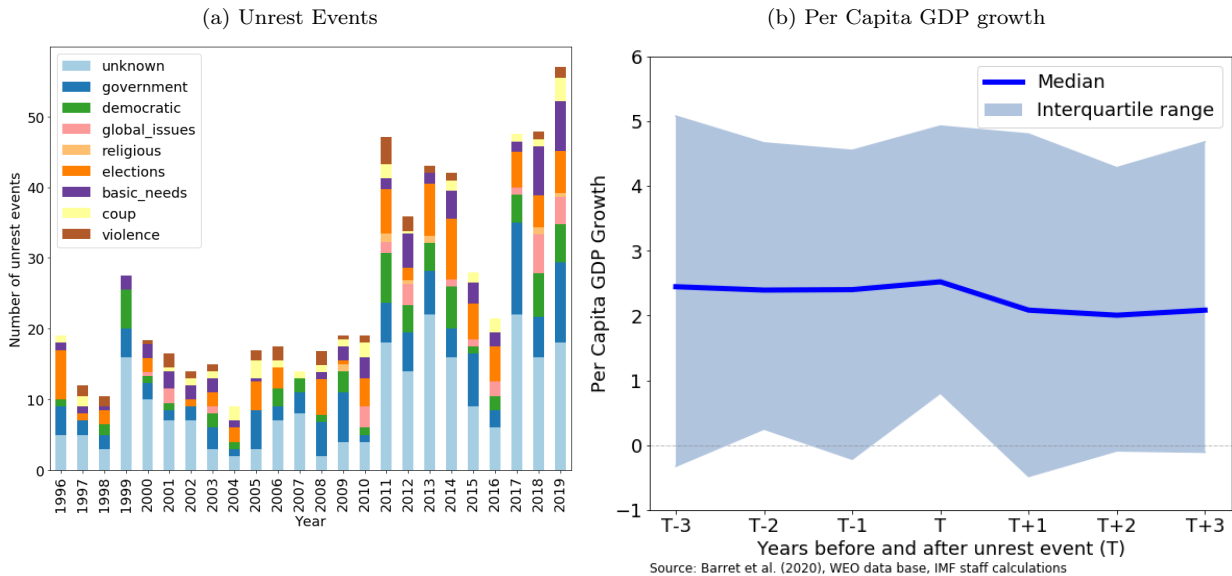 (a) Unrest Events
unknown
government
democratic
global_issues
religious
elections
basic_needs
coup
violence
Number of unrest events
50
40
30
20
10
0
1996 1997 1998 1999 2000 2001 2002 2003 2004 2005 2006 2007 2008 2009 2010 2011 2012 2013 2014 2015 2016 2017 2018 2019
Year
(b) Per Capita GDP growth
Median
Interquartile range
Per Capita GDP Growth
6
5
4
3
2
1
0
−1
T-3 T-2 T-1 T T+1 T+2 T+3
Years before and after unrest event (T)
Source: Barret et al. (2020), WEO data base, IMF staff calculations